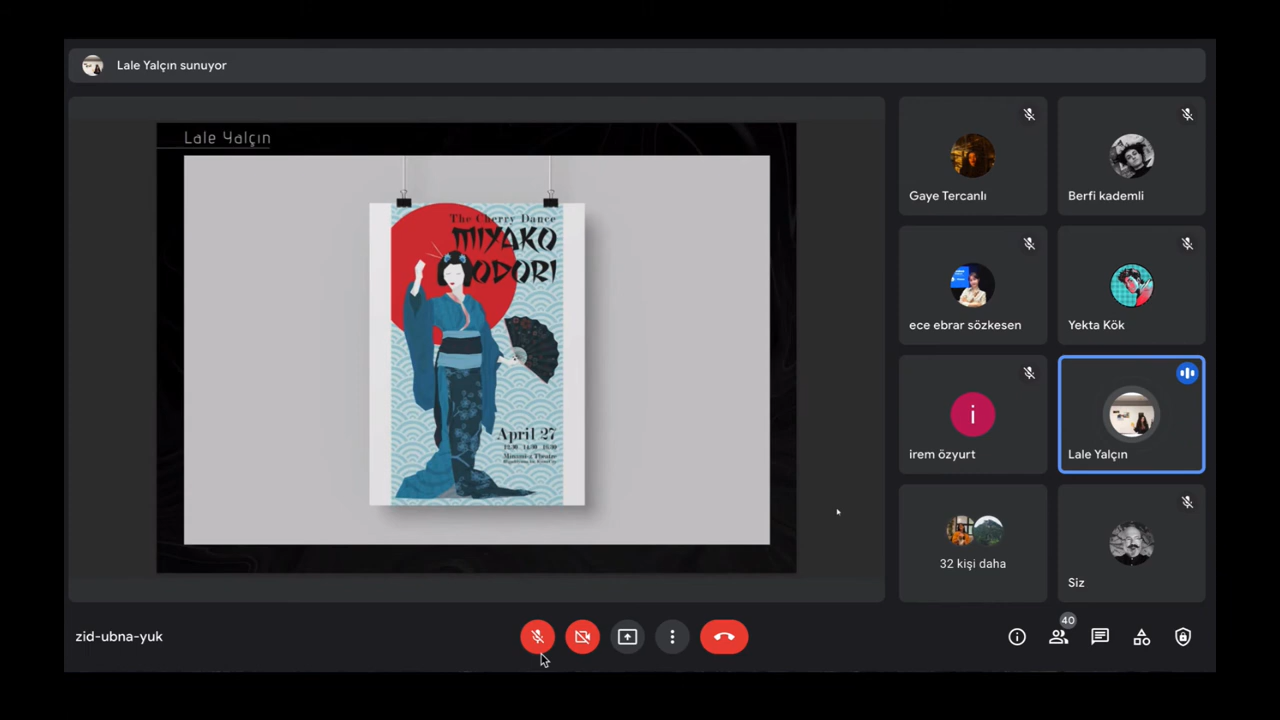 Lale Yalçın sunuyor
Lale Yalçın
The Cherry Dance
MIYAKO
ODORI
April 27
Gaye Tercanlı
Berfi kademli
ece ebrar sözkesen
Yekta Kök
i
irem özyurt
Lale Yalçın
32 kişi daha
Siz
zid-ubna-yuk
40